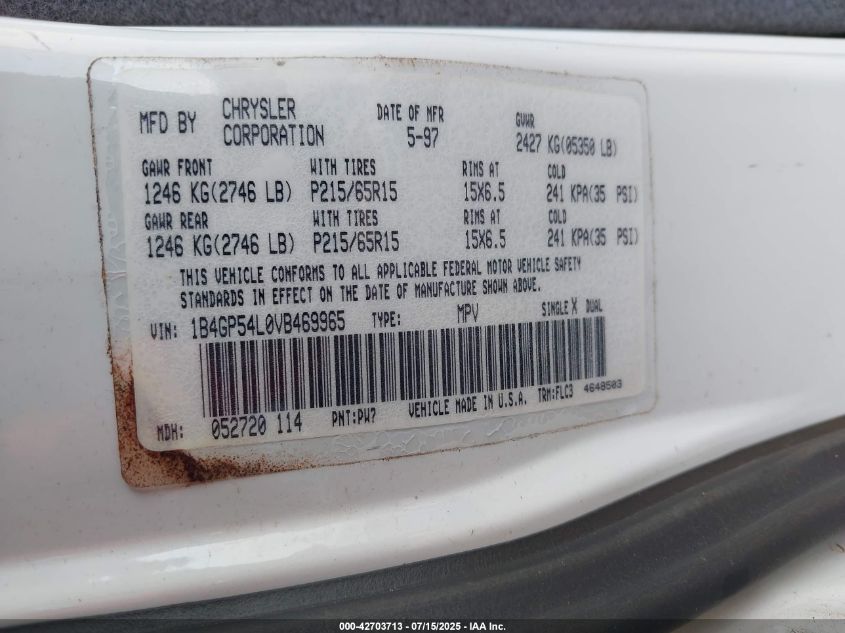 MFD BY CHRYSLER CORPORATION DATE OF MFR 5-97 GVWR 2427 KG(05350 LB)
GAWR FRONT WITH TIRES RIMS AT COLD
1246 KG(2746 LB) P215/65R15 15X6.5 241 KPA(35 PSI)
GAWR REAR WITH TIRES RIMS AT COLD
1246 KG(2746 LB) P215/65R15 15X6.5 241 KPA(35 PSI)
THIS VEHICLE CONFORMS TO ALL APPLICABLE FEDERAL MOTOR VEHICLE SAFETY
STANDARDS IN EFFECT ON THE DATE OF MANUFACTURE SHOWN ABOVE.
VIN: 1B4GP54L0VB469965 TYPE: MPV SINGLE X DUAL
MDH: 052720 114 PNT:PW7 VEHICLE MADE IN U.S.A. TRM:FLC3 4648503
000-42703713 - 07/15/2025 - IAA Inc.